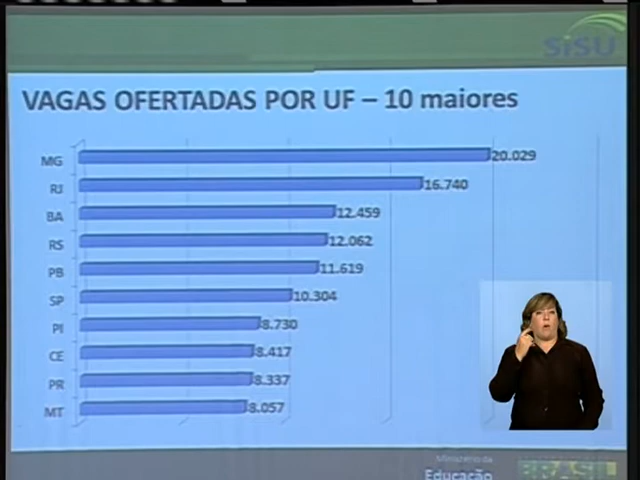 SiSU
VAGAS OFERTADAS POR UF – 10 maiores
MG 20.029
RJ 16.740
BA 12.459
RS 12.062
PB 11.619
SP 10.304
PI 8.730
CE 8.417
PR 8.337
MT 8.057
Ministério da
Educação
BRASIL